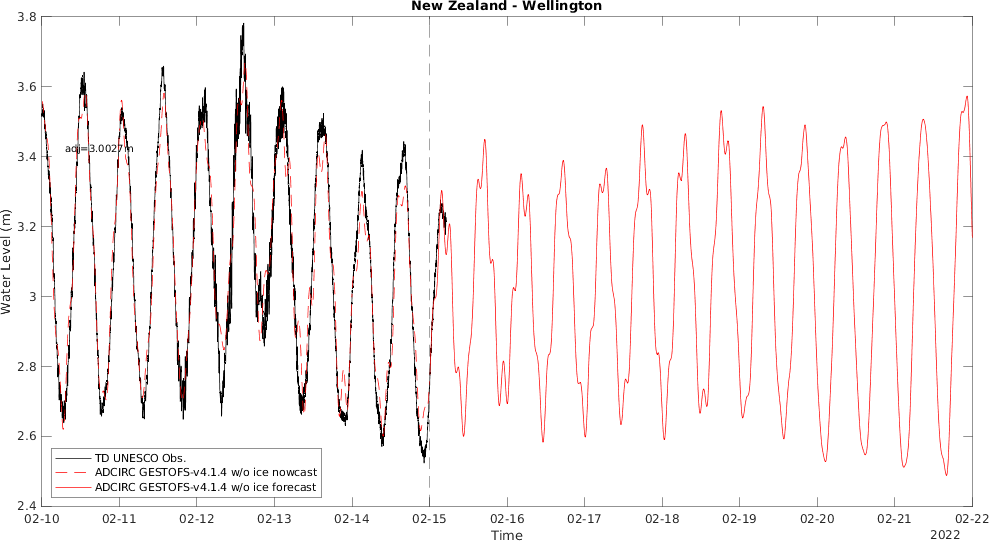 New Zealand - Wellington
3.8
3.6
3.4
3.2
3
2.8
2.6
2.4
Water Level (m)
adj=3.0027m
TD UNESCO Obs.
ADCIRC GESTOFS-v4.1.4 w/o ice nowcast
ADCIRC GESTOFS-v4.1.4 w/o ice forecast
02-10 02-11 02-12 02-13 02-14 02-15 02-16 02-17 02-18 02-19 02-20 02-21 02-22
Time
2022